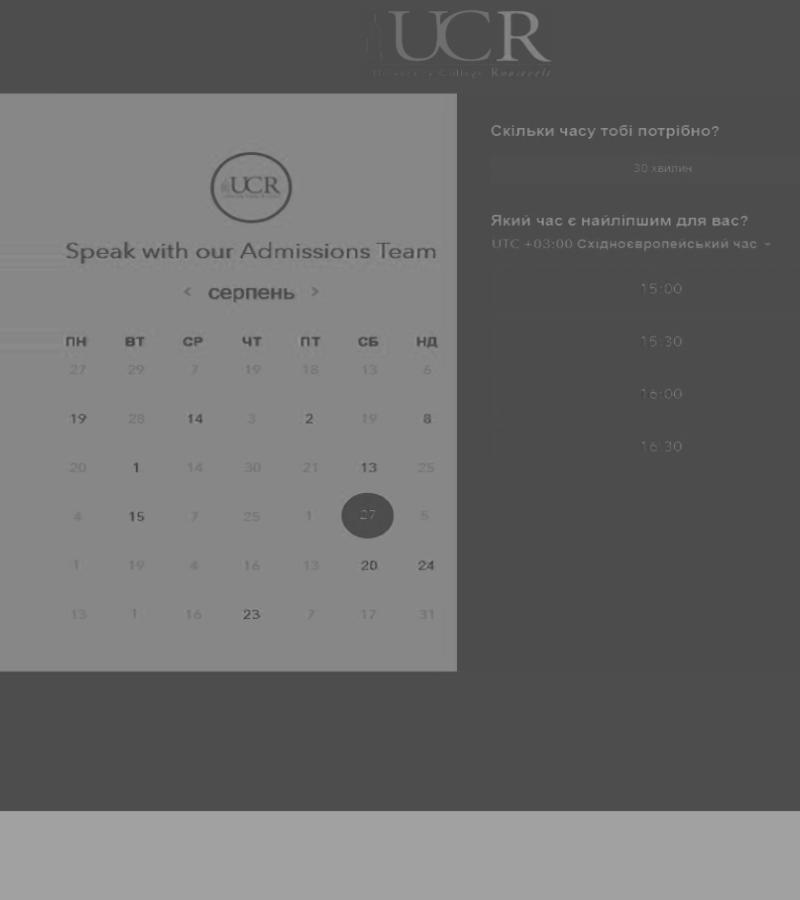 UCR
University College Roosevelt
UCR
Speak with our Admissions Team
< серпень >
ПН ВТ СР ЧТ ПТ СБ НД
27 29 7 19 18 13 6
19 28 14 3 2 19 8
20 1 14 30 21 13 25
4 15 7 25 1 27 5
1 19 4 16 13 20 24
13 1 16 23 7 17 31
Скільки часу тобі потрібно?
30 хвилин
Який час є найліпшим для вас?
UTC +03:00 Східноєвропейський час
15:00
15:30
16:00
16:30